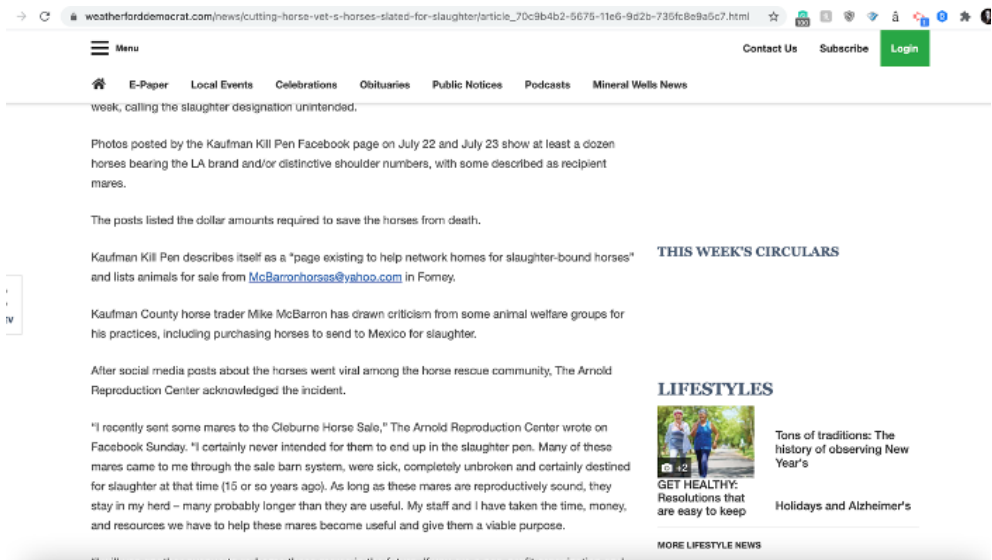 weatherforddemocrat.com/news/cutting-horse-vet-s-horses-slated-for-slaughter/article_70c9b4b2-5675-11e6-9d2b-735fc8e9a5c7.html
100
Menu
Contact Us Subscribe Login
E-Paper Local Events Celebrations Obituaries Public Notices Podcasts Mineral Wells News
week, calling the slaughter designation unintended.
Photos posted by the Kaufman Kill Pen Facebook page on July 22 and July 23 show at least a dozen
horses bearing the LA brand and/or distinctive shoulder numbers, with some described as recipient
mares.
The posts listed the dollar amounts required to save the horses from death.
Kaufman Kill Pen describes itself as a "page existing to help network homes for slaughter-bound horses"
and lists animals for sale from McBarronhorses@yahoo.com in Forney.
Kaufman County horse trader Mike McBarron has drawn criticism from some animal welfare groups for
his practices, including purchasing horses to send to Mexico for slaughter.
After social media posts about the horses went viral among the horse rescue community, The Arnold
Reproduction Center acknowledged the incident.
"I recently sent some mares to the Cleburne Horse Sale," The Arnold Reproduction Center wrote on
Facebook Sunday. "I certainly never intended for them to end up in the slaughter pen. Many of these
mares came to me through the sale barn system, were sick, completely unbroken and certainly destined
for slaughter at that time (15 or so years ago). As long as these mares are reproductively sound, they
stay in my herd – many probably longer than they are useful. My staff and I have taken the time, money,
and resources we have to help these mares become useful and give them a viable purpose.
TV
THIS WEEK'S CIRCULARS
LIFESTYLES
+2
GET HEALTHY:
Resolutions that
are easy to keep
Tons of traditions: The
history of observing New
Year's
Holidays and Alzheimer's
MORE LIFESTYLE NEWS